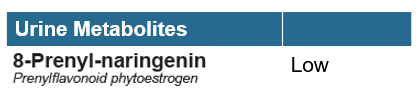 Urine Metabolites
8-Prenyl-naringenin Low
Prenylflavonoid phytoestrogen